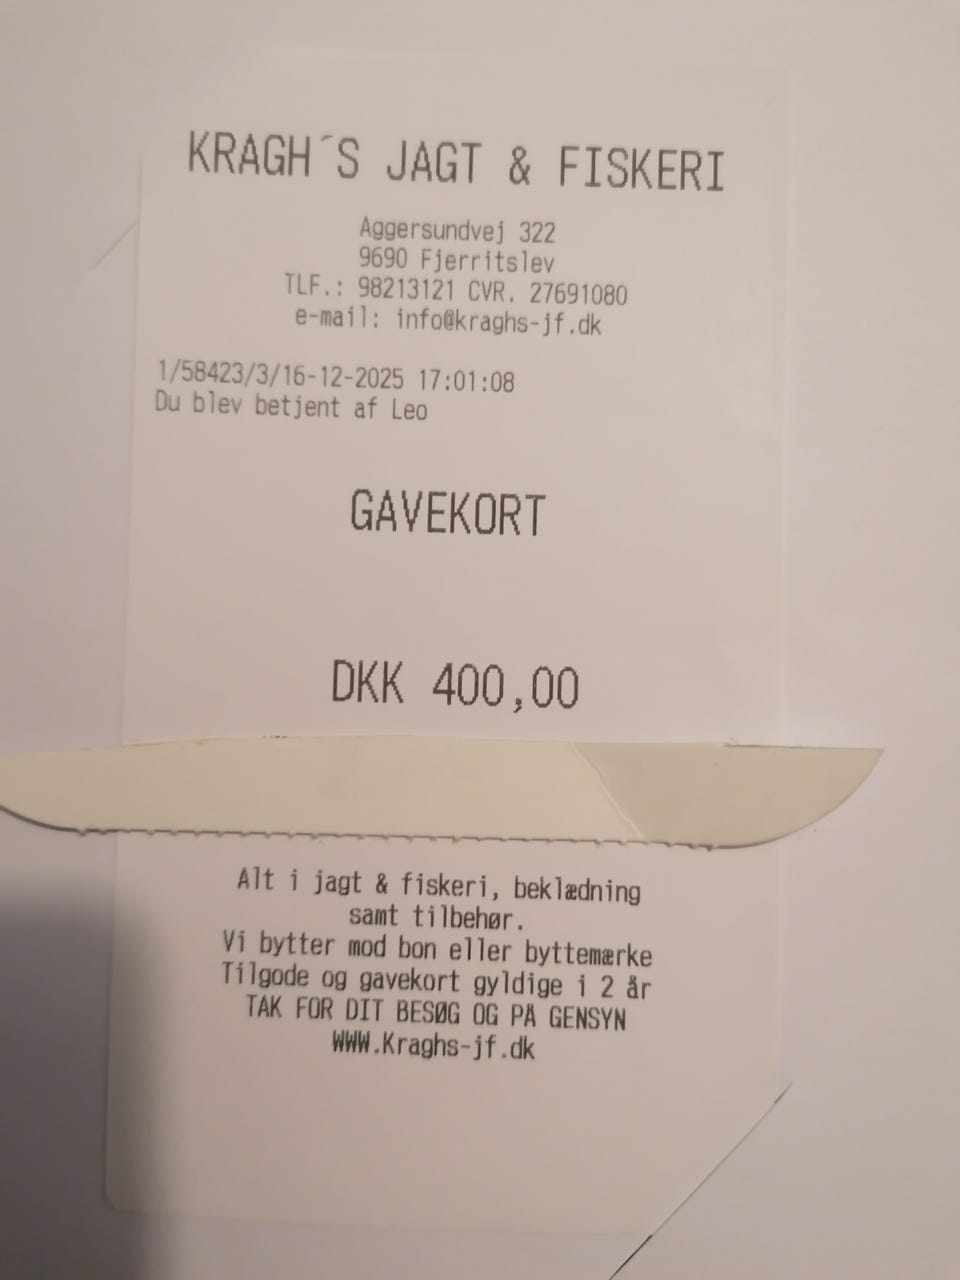 KRAGH´S JAGT & FISKERI
Aggersundvej 322
9690 Fjerritslev
TLF.: 98213121 CVR. 27691080
e-mail: info@kraghs-jf.dk
1/58423/3/16-12-2025 17:01:08
Du blev betjent af Leo
GAVEKORT
DKK 400,00
Alt i jagt & fiskeri, beklædning
samt tilbehør.
Vi bytter mod bon eller byttemærke
Tilgode og gavekort gyldige i 2 år
TAK FOR DIT BESØG OG PÅ GENSYN
WWW.Kraghs-jf.dk